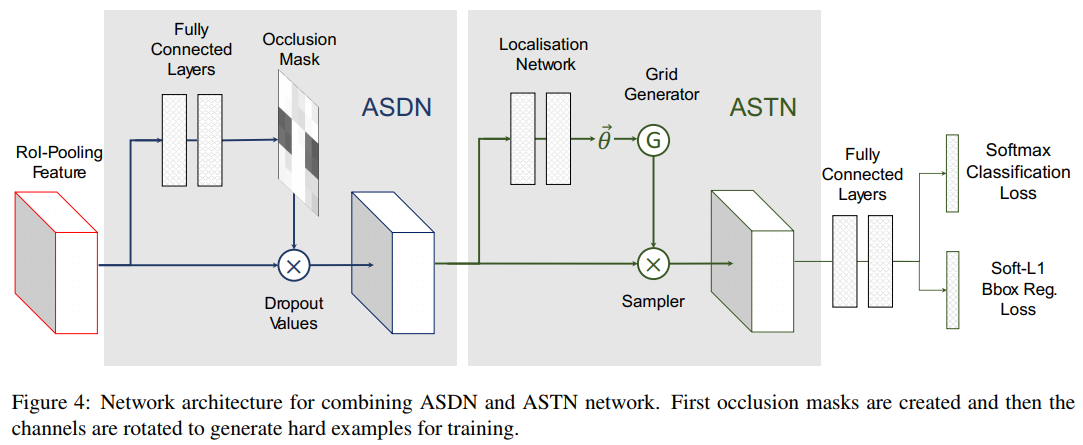 RoI-Pooling
Feature
Fully
Connected
Layers
Occlusion
Mask
ASDN
Dropout
Values
Localisation
Network
θ⃗
Grid
Generator
G
ASTN
Sampler
Fully
Connected
Layers
Softmax
Classification
Loss
Soft-L1
Bbox Reg.
Loss
Figure 4: Network architecture for combining ASDN and ASTN network. First occlusion masks are created and then the
channels are rotated to generate hard examples for training.